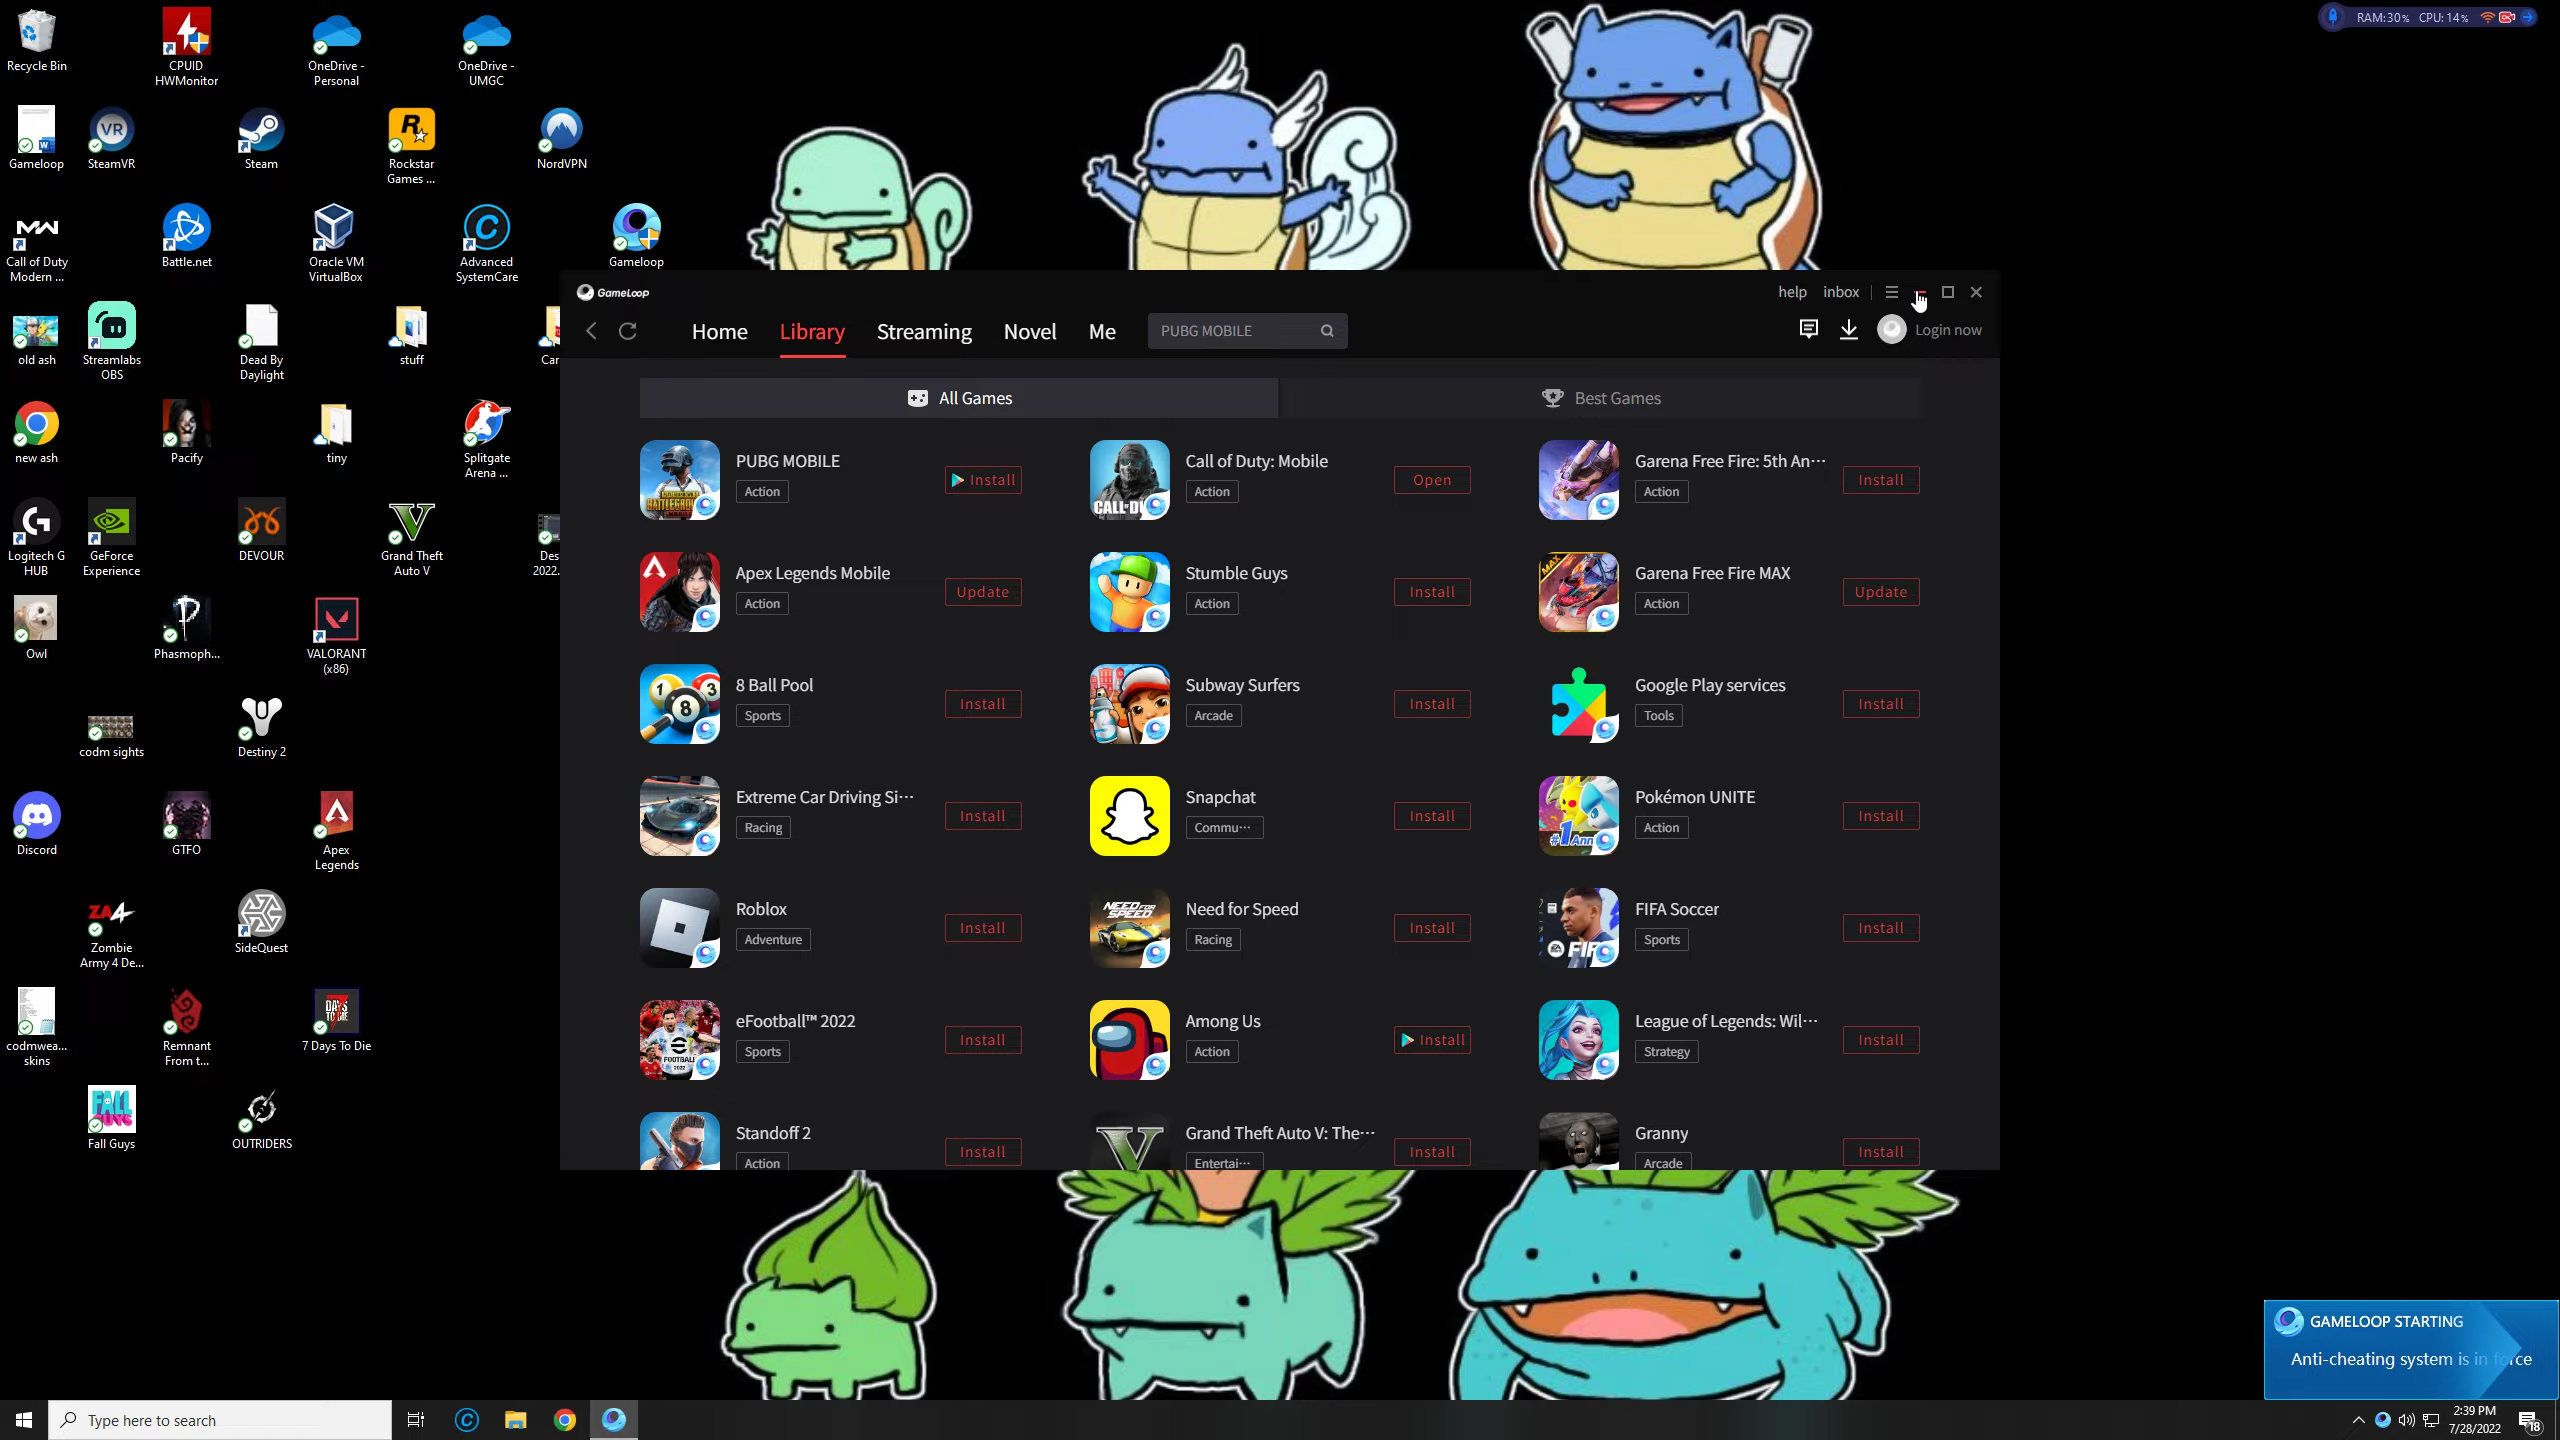 RAM:30% CPU: 14%
Recycle Bin
CPUID
HWMonitor
OneDrive -
Personal
OneDrive -
UMGC
Gameloop
SteamVR
Steam
Rockstar
Games ...
NordVPN
Call of Duty
Modern ...
Battle.net
Oracle VM
VirtualBox
Advanced
SystemCare
Gameloop
old ash
Streamlabs
OBS
Dead By
Daylight
stuff
Car
new ash
Pacify
tiny
Splitgate
Arena ...
Logitech G
HUB
GeForce
Experience
DEVOUR
Grand Theft
Auto V
Des
2022.
Owl
Phasmoph...
VALORANT
(x86)
codm sights
Destiny 2
Discord
GTFO
Apex
Legends
Zombie
Army 4 De...
SideQuest
codmwea...
skins
Remnant
From t...
7 Days To Die
Fall Guys
OUTRIDERS
GameLoop
help inbox
Home Library Streaming Novel Me PUBG MOBILE Login now
All Games Best Games
PUBG MOBILE
Action
Install
Call of Duty: Mobile
Action
Open
Garena Free Fire: 5th An···
Action
Install
Apex Legends Mobile
Action
Update
Stumble Guys
Action
Install
Garena Free Fire MAX
Action
Update
8 Ball Pool
Sports
Install
Subway Surfers
Arcade
Install
Google Play services
Tools
Install
Extreme Car Driving Si···
Racing
Install
Snapchat
Commu···
Install
Pokémon UNITE
Action
Install
Roblox
Adventure
Install
Need for Speed
Racing
Install
FIFA Soccer
Sports
Install
eFootball™ 2022
Sports
Install
Among Us
Action
Install
League of Legends: Wil···
Strategy
Install
Standoff 2
Action
Install
Grand Theft Auto V: The···
Entertai···
Install
Granny
Arcade
Install
GAMELOOP STARTING
Anti-cheating system is in force
Type here to search
2:39 PM
7/28/2022
18